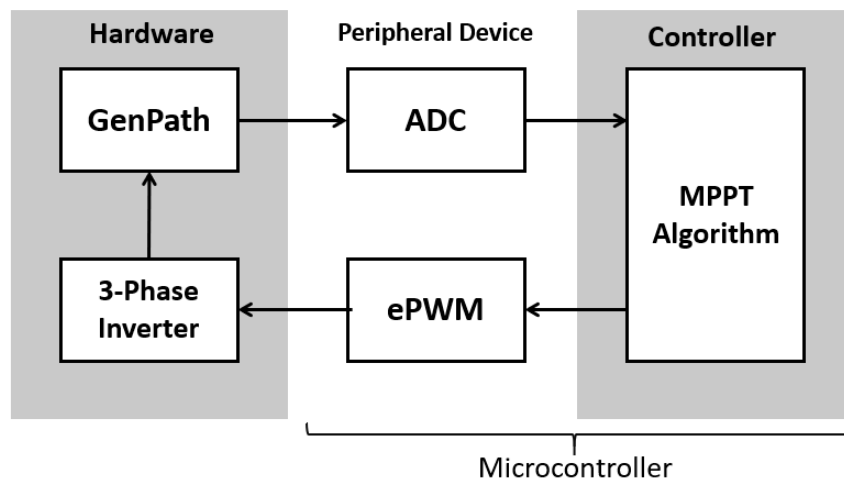 Hardware
Peripheral Device
Controller
GenPath
ADC
MPPT
Algorithm
3-Phase
Inverter
ePWM
Microcontroller